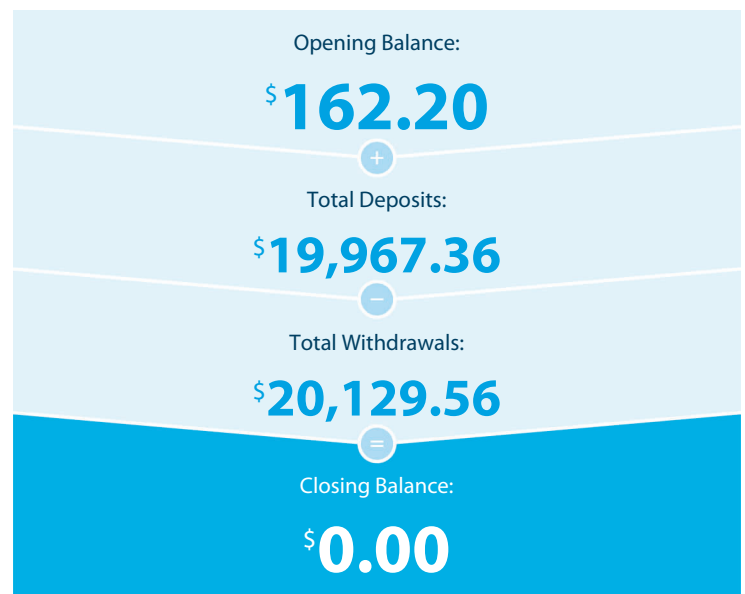 Opening Balance:
$162.20
+
Total Deposits:
$19,967.36
−
Total Withdrawals:
$20,129.56
=
Closing Balance:
$0.00